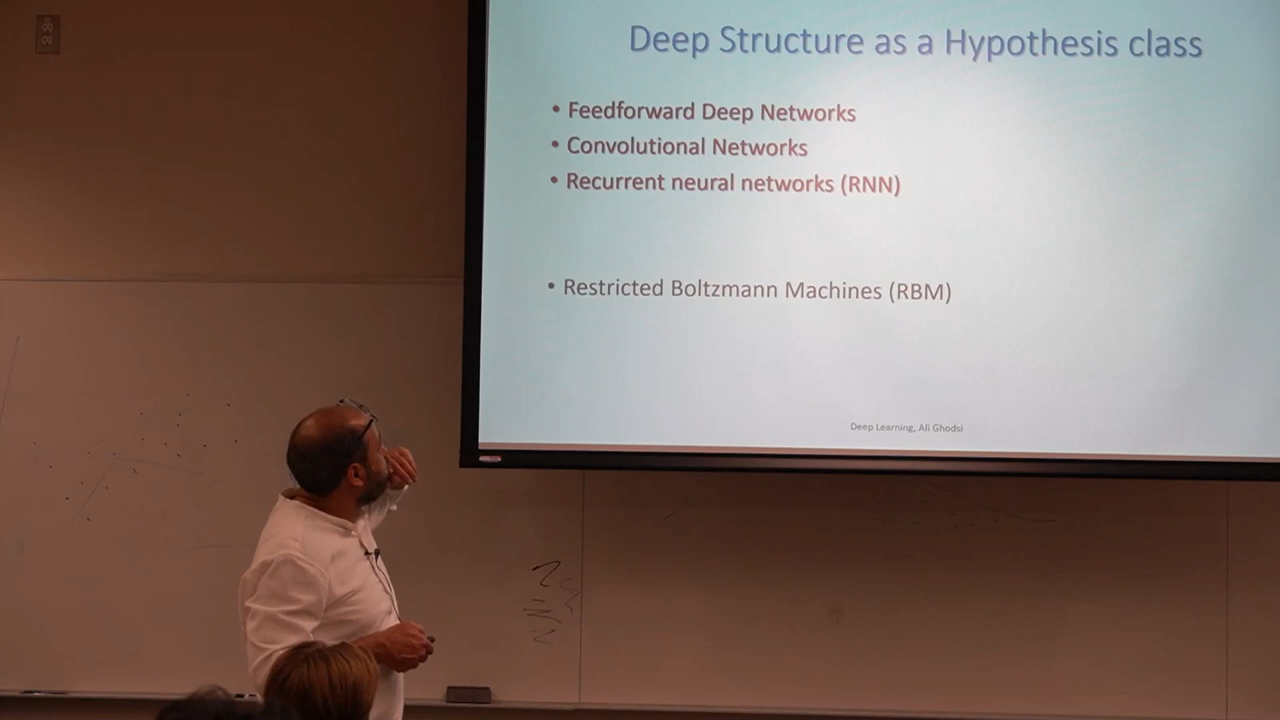 Deep Structure as a Hypothesis class
• Feedforward Deep Networks
• Convolutional Networks
• Recurrent neural networks (RNN)
• Restricted Boltzmann Machines (RBM)
Deep Learning, Ali Ghodsi